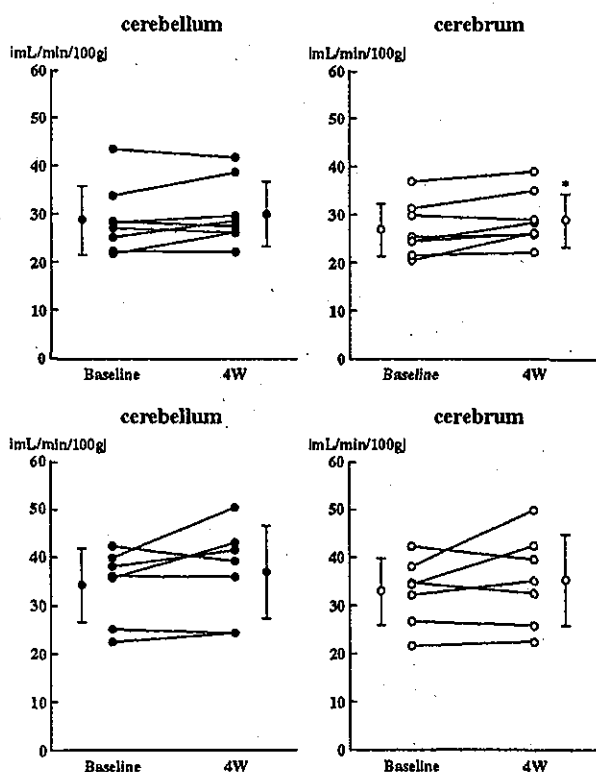 cerebellum cerebrum
[mL/min/100g] [mL/min/100g]
60 60
50 50
40 40
*
30 30
20 20
10 10
0 0
Baseline 4W Baseline 4W
cerebellum cerebrum
[mL/min/100g] [mL/min/100g]
60 60
50 50
40 40
30 30
20 20
10 10
0 0
Baseline 4W Baseline 4W